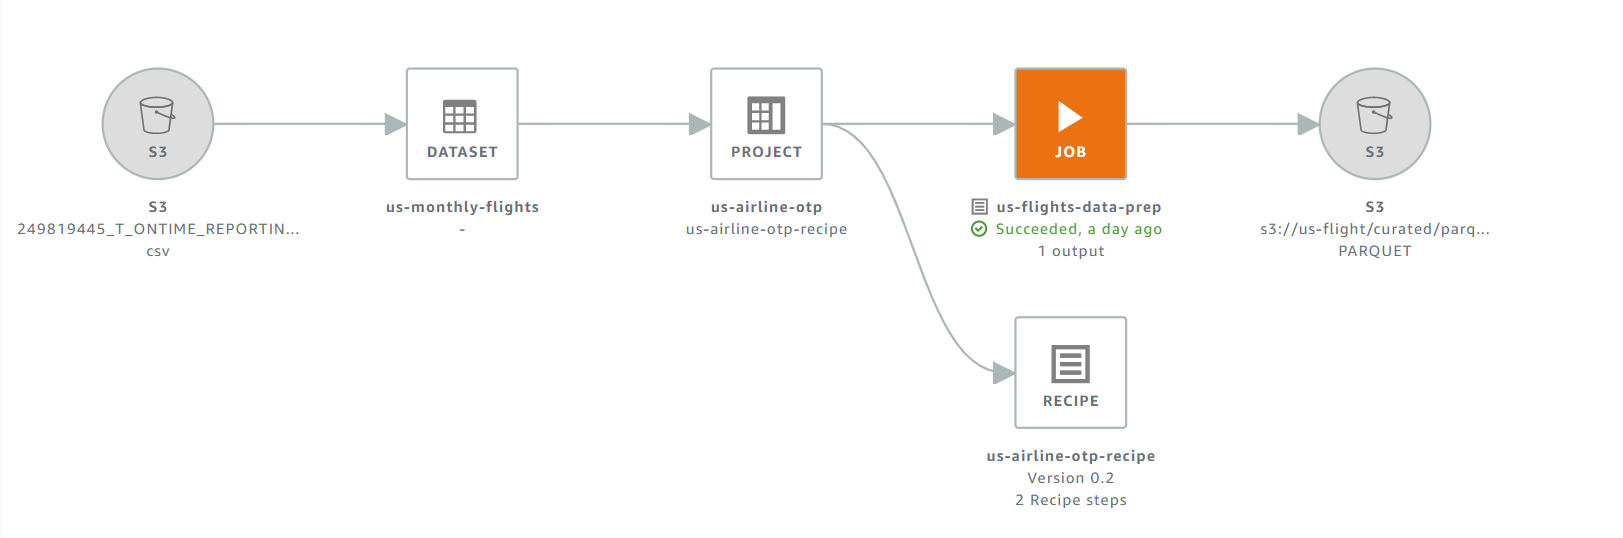 S3
S3
249819445_T_ONTIME_REPORTIN...
csv
DATASET
us-monthly-flights
-
PROJECT
us-airline-otp
us-airline-otp-recipe
JOB
us-flights-data-prep
Succeeded, a day ago
1 output
S3
S3
s3://us-flight/curated/parq...
PARQUET
RECIPE
us-airline-otp-recipe
Version 0.2
2 Recipe steps